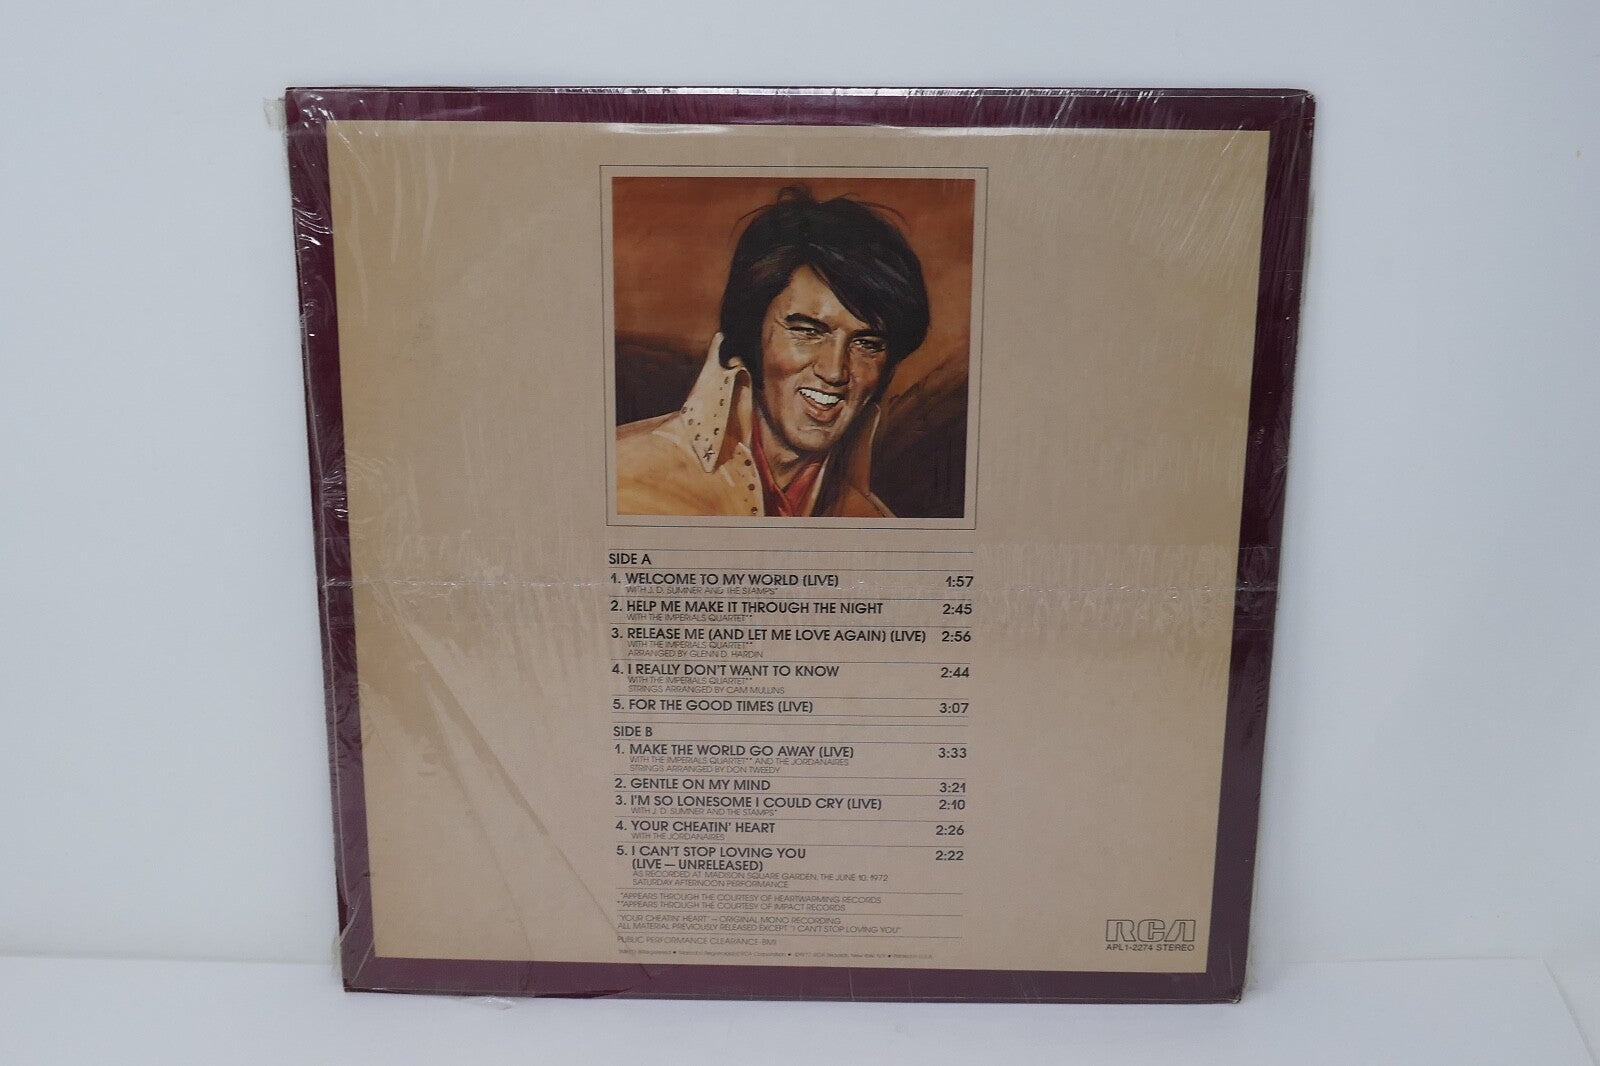 SIDE A
1. WELCOME TO MY WORLD (LIVE) 1:57
WITH J. D. SUMNER AND THE STAMPS*
2. HELP ME MAKE IT THROUGH THE NIGHT 2:45
WITH THE IMPERIALS QUARTET**
3. RELEASE ME (AND LET ME LOVE AGAIN) (LIVE) 2:56
WITH THE IMPERIALS QUARTET**
ARRANGED BY GLENN D. HARDIN
4. I REALLY DON'T WANT TO KNOW 2:44
WITH THE IMPERIALS QUARTET**
STRINGS ARRANGED BY CAM MULLINS
5. FOR THE GOOD TIMES (LIVE) 3:07
SIDE B
1. MAKE THE WORLD GO AWAY (LIVE) 3:33
WITH THE IMPERIALS QUARTET** AND THE JORDANAIRES
STRINGS ARRANGED BY DON TWEEDY
2. GENTLE ON MY MIND 3:21
3. I'M SO LONESOME I COULD CRY (LIVE) 2:10
WITH J. D. SUMNER AND THE STAMPS*
4. YOUR CHEATIN' HEART 2:26
WITH THE JORDANAIRES
5. I CAN'T STOP LOVING YOU 2:22
(LIVE — UNRELEASED)
AS RECORDED AT MADISON SQUARE GARDEN, THE JUNE 10, 1972
SATURDAY AFTERNOON PERFORMANCE
*APPEARS THROUGH THE COURTESY OF HEARTWARMING RECORDS
**APPEARS THROUGH THE COURTESY OF IMPACT RECORDS
"YOUR CHEATIN' HEART" — ORIGINAL MONO RECORDING
ALL MATERIAL PREVIOUSLY RELEASED EXCEPT "I CAN'T STOP LOVING YOU"
PUBLIC PERFORMANCE CLEARANCE-BMI
RCA Records, New York, N.Y. • Printed in U.S.A.
RCA
APL1-2274 STEREO